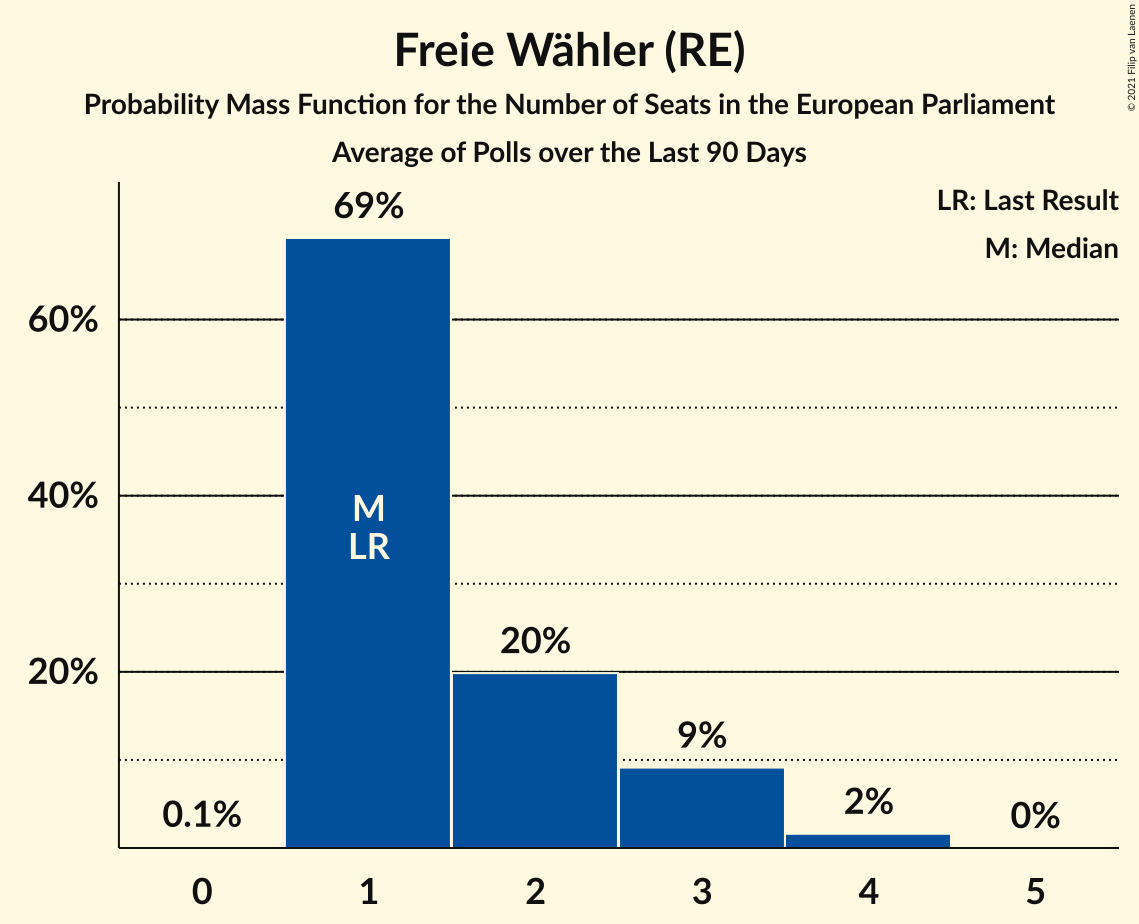 Freie Wähler (RE)
Probability Mass Function for the Number of Seats in the European Parliament
Average of Polls over the Last 90 Days
© 2021 Filip van Laenen
LR: Last Result
M: Median
69%
60%
40%
M
LR
20%
20%
9%
2%
0.1%
0%
0 1 2 3 4 5